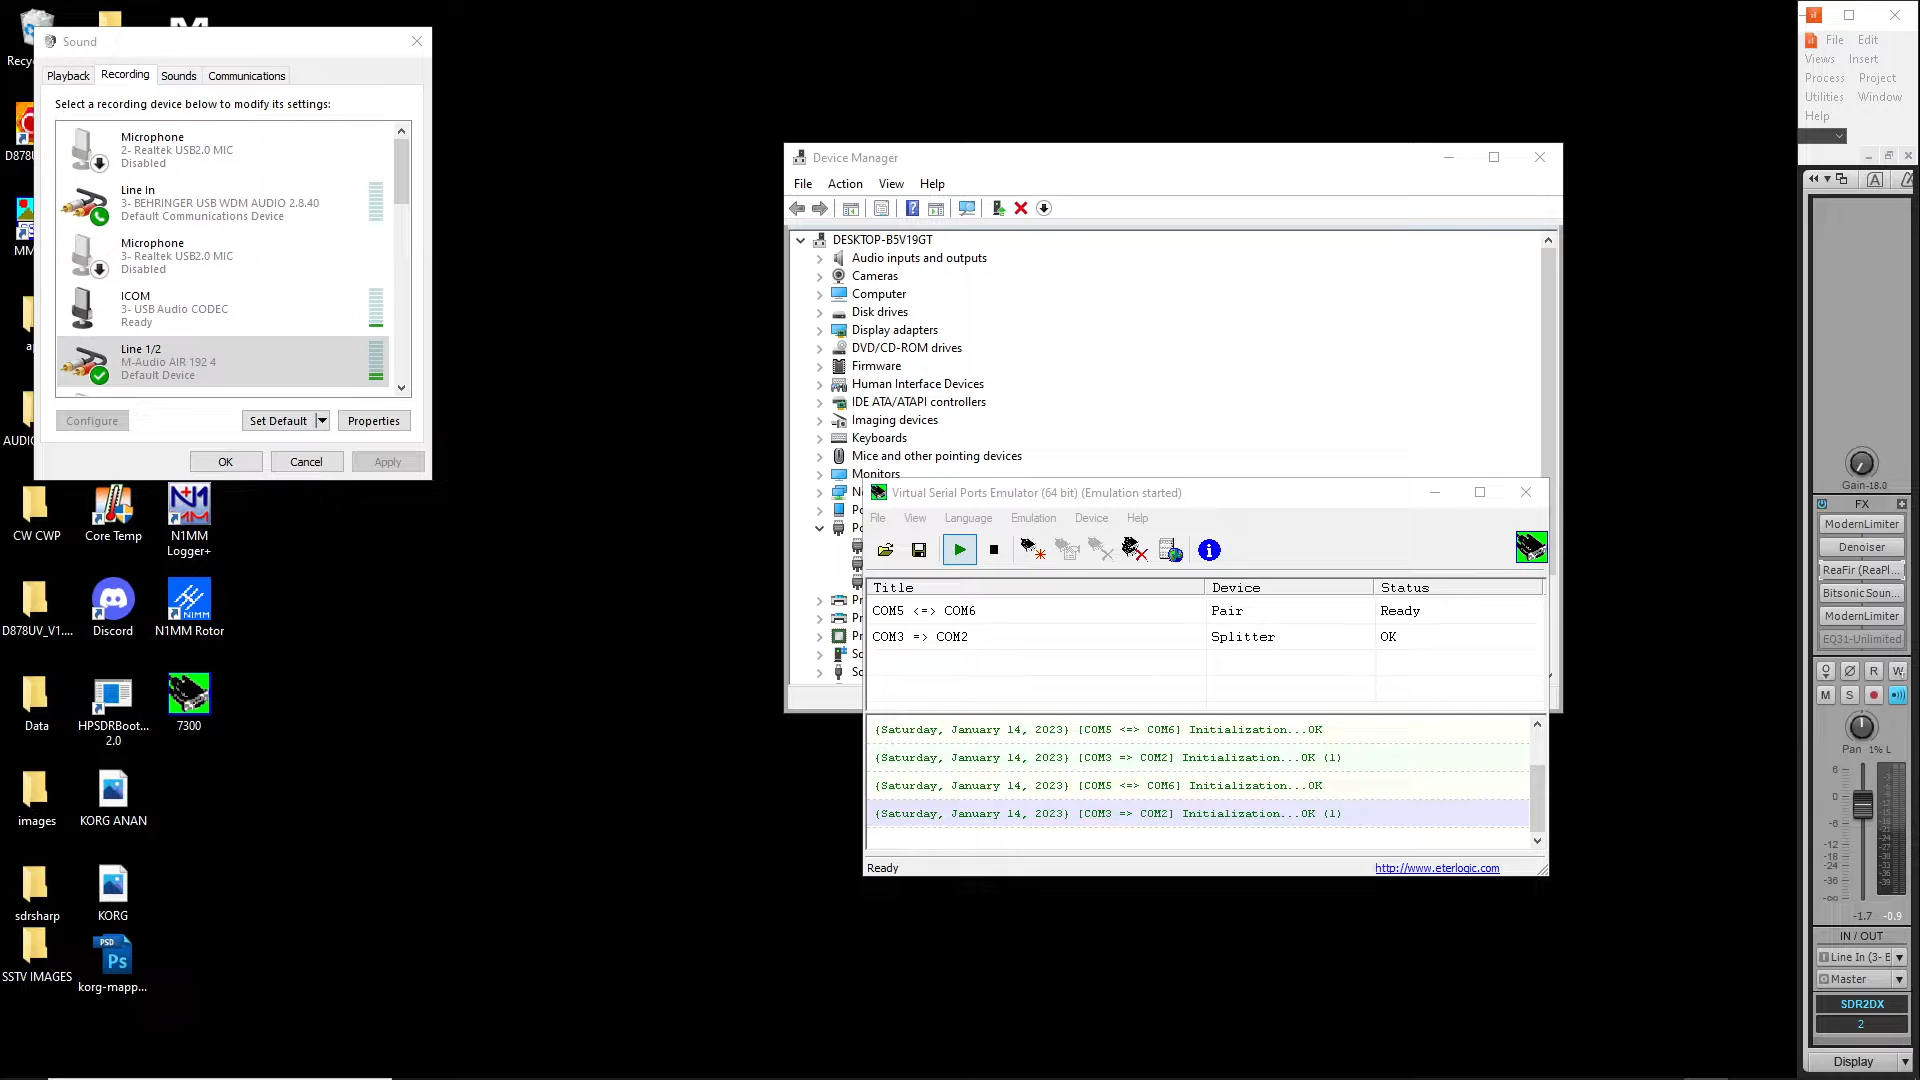 Sound
Playback
Recording
Sounds
Communications
Select a recording device below to modify its settings:
Microphone
2- Realtek USB2.0 MIC
Disabled
Line In
3- BEHRINGER USB WDM AUDIO 2.8.40
Default Communications Device
Microphone
3- Realtek USB2.0 MIC
Disabled
ICOM
3- USB Audio CODEC
Ready
Line 1/2
M-Audio AIR 192 4
Default Device
Configure
Set Default
Properties
OK
Cancel
Apply
CW CWP
Core Temp
N1MM
Logger+
D878UV_V1....
Discord
N1MM Rotor
Data
HPSDRBoot...
2.0
7300
images
KORG ANAN
sdrsharp
KORG
SSTV IMAGES
PSD
Ps
korg-mapp...
Device Manager
File
Action
View
Help
DESKTOP-B5V19GT
Audio inputs and outputs
Cameras
Computer
Disk drives
Display adapters
DVD/CD-ROM drives
Firmware
Human Interface Devices
IDE ATA/ATAPI controllers
Imaging devices
Keyboards
Mice and other pointing devices
Monitors
Virtual Serial Ports Emulator (64 bit) (Emulation started)
File
View
Language
Emulation
Device
Help
Title
Device
Status
COM5 <=> COM6
Pair
Ready
COM3 => COM2
Splitter
OK
{Saturday, January 14, 2023} [COM5 <=> COM6] Initialization...OK
{Saturday, January 14, 2023} [COM3 => COM2] Initialization...OK (1)
{Saturday, January 14, 2023} [COM5 <=> COM6] Initialization...OK
{Saturday, January 14, 2023} [COM3 => COM2] Initialization...OK (1)
Ready
http://www.eterlogic.com
File
Edit
Views
Insert
Process
Project
Utilities
Window
Help
A
Gain -18.0
FX
ModernLimiter
Denoiser
ReaFir (ReaPl...
BitsonicSoun...
ModernLimiter
EQ31-Unlimited
R
M
S
Pan 1% L
6
0
-6
-12
-18
-24
-36
-1.7
-0.9
IN / OUT
Line In (3- E
Master
SDR2DX
2
Display